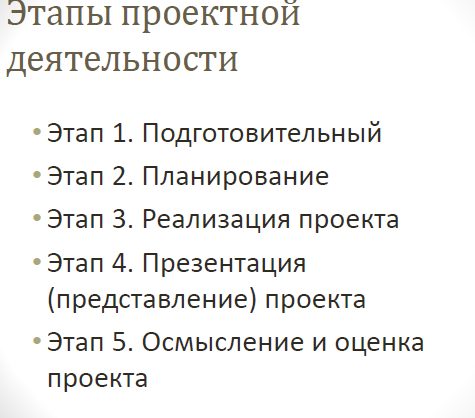 Этапы проектной
деятельности
• Этап 1. Подготовительный
• Этап 2. Планирование
• Этап 3. Реализация проекта
• Этап 4. Презентация
(представление) проекта
• Этап 5. Осмысление и оценка
проекта